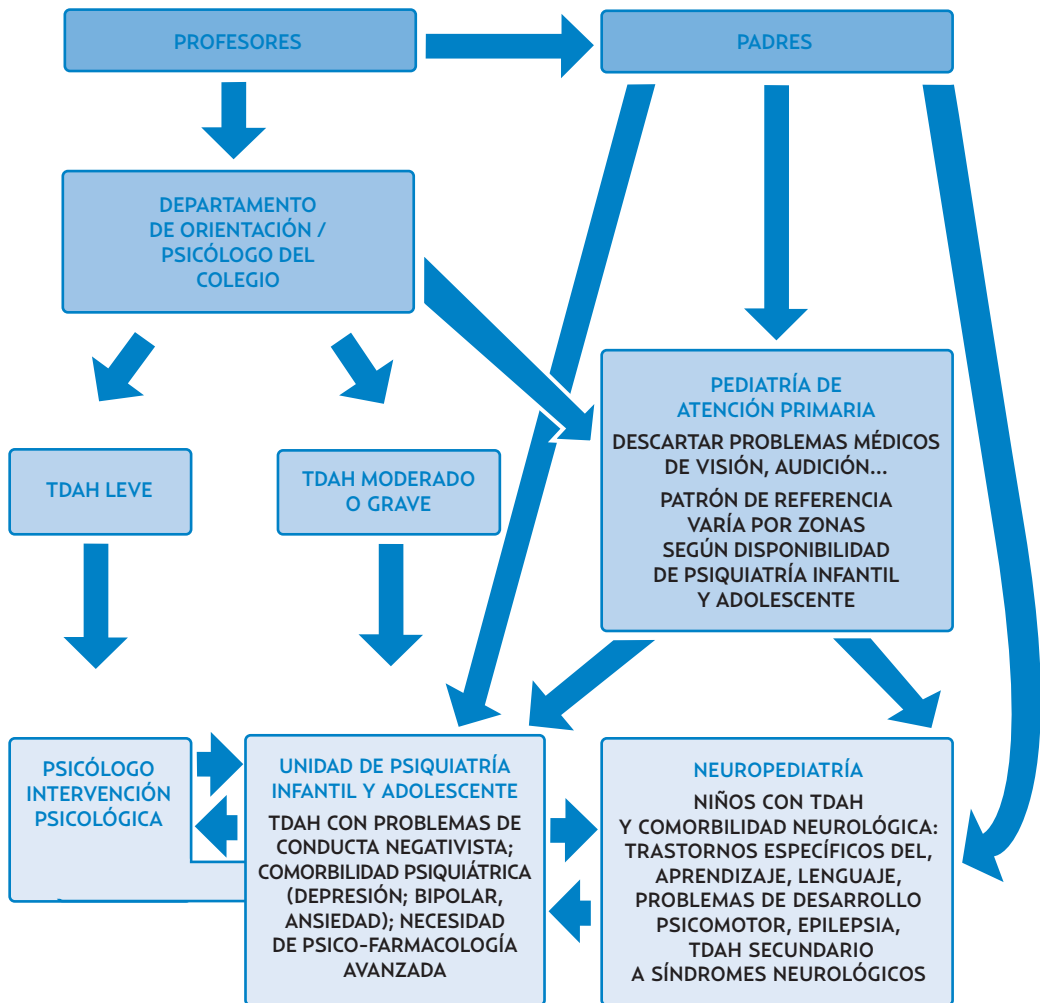 PROFESORES
PADRES
DEPARTAMENTO
DE ORIENTACIÓN /
PSICÓLOGO DEL
COLEGIO
PEDIATRÍA DE
ATENCIÓN PRIMARIA
DESCARTAR PROBLEMAS MÉDICOS
DE VISIÓN, AUDICIÓN...
PATRÓN DE REFERENCIA
VARÍA POR ZONAS
SEGÚN DISPONIBILIDAD
DE PSIQUIATRÍA INFANTIL
Y ADOLESCENTE
TDAH LEVE
TDAH MODERADO
O GRAVE
PSICÓLOGO
INTERVENCIÓN
PSICOLÓGICA
UNIDAD DE PSIQUIATRÍA
INFANTIL Y ADOLESCENTE
TDAH CON PROBLEMAS DE
CONDUCTA NEGATIVISTA;
COMORBILIDAD PSIQUIÁTRICA
(DEPRESIÓN; BIPOLAR,
ANSIEDAD); NECESIDAD
DE PSICO-FARMACOLOGÍA
AVANZADA
NEUROPEDIATRÍA
NIÑOS CON TDAH
Y COMORBILIDAD NEUROLÓGICA:
TRASTORNOS ESPECÍFICOS DEL,
APRENDIZAJE, LENGUAJE,
PROBLEMAS DE DESARROLLO
PSICOMOTOR, EPILEPSIA,
TDAH SECUNDARIO
A SÍNDROMES NEUROLÓGICOS